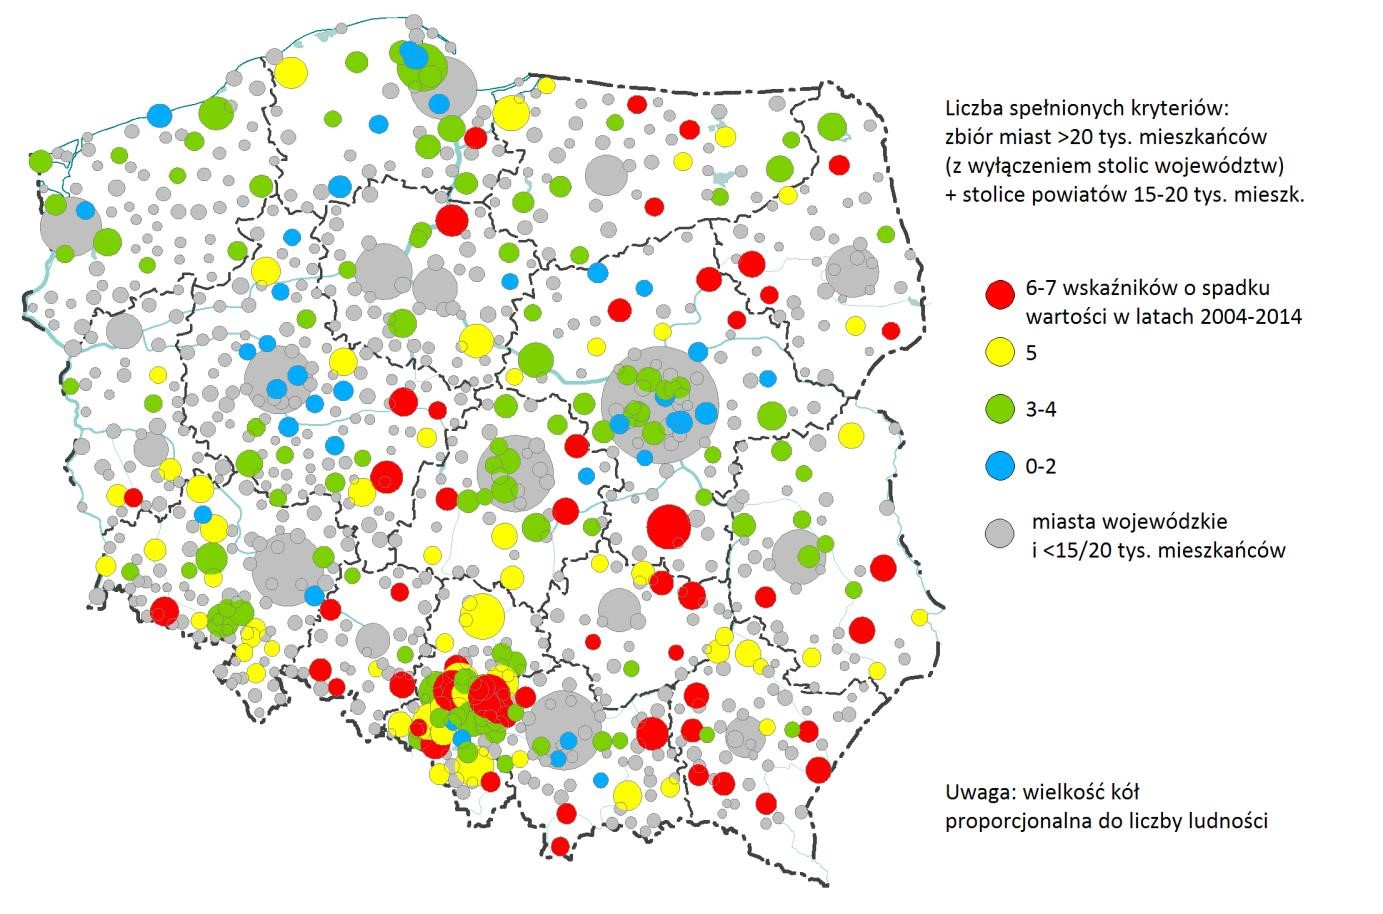 Liczba spełnionych kryteriów:
zbiór miast >20 tys. mieszkańców
(z wyłączeniem stolic województw)
+ stolice powiatów 15-20 tys. mieszk.
6-7 wskaźników o spadku
wartości w latach 2004-2014
5
3-4
0-2
miasta wojewódzkie
i <15/20 tys. mieszkańców
Uwaga: wielkość kół
proporcjonalna do liczby ludności